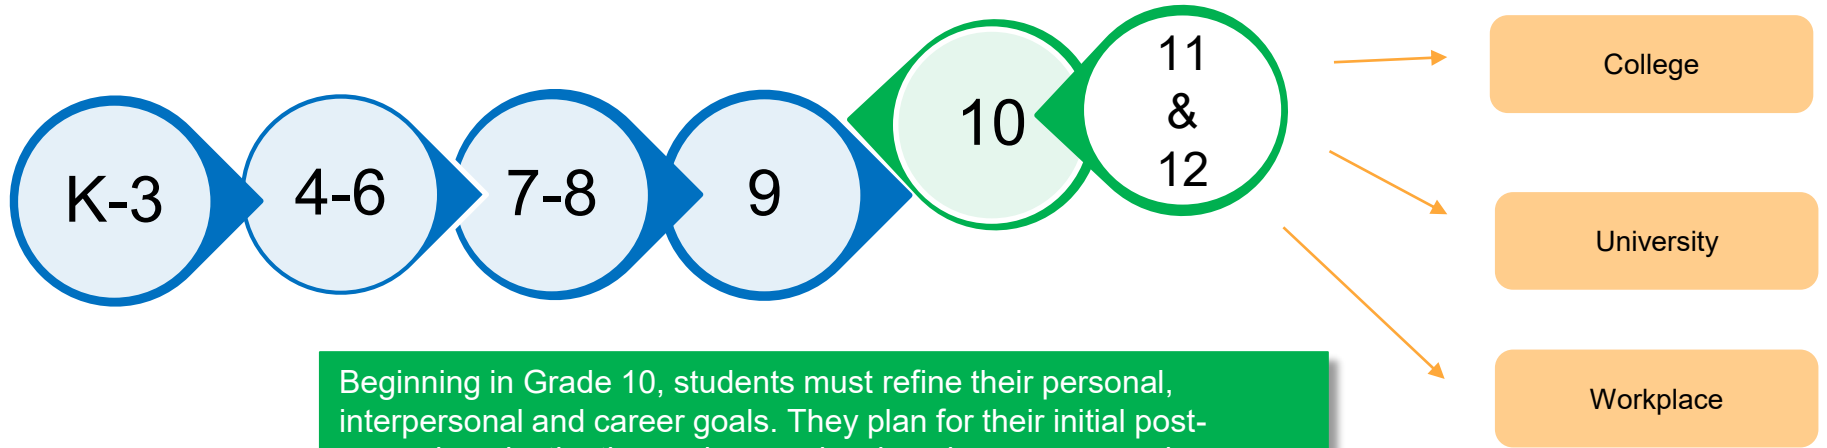 K-3
4-6
7-8
9
10
11
&
12
College
University
Workplace
Beginning in Grade 10, students must refine their personal,
interpersonal and career goals. They plan for their initial post-